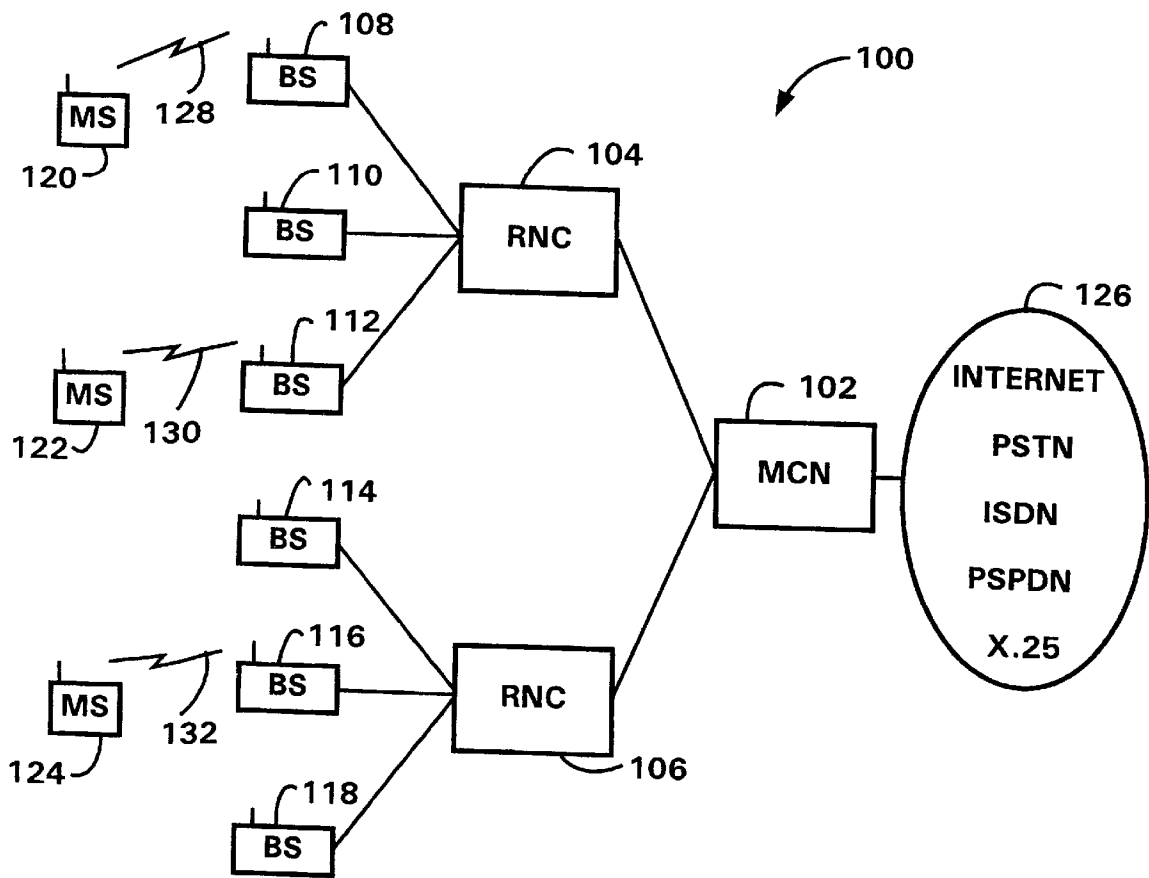 108
BS
100
MS
128
120
104
110
BS
RNC
126
112
BS
INTERNET
MS
130
122
102
PSTN
MCN
114
BS
ISDN
PSPDN
116
BS
X.25
MS
132
RNC
124
106
118
BS